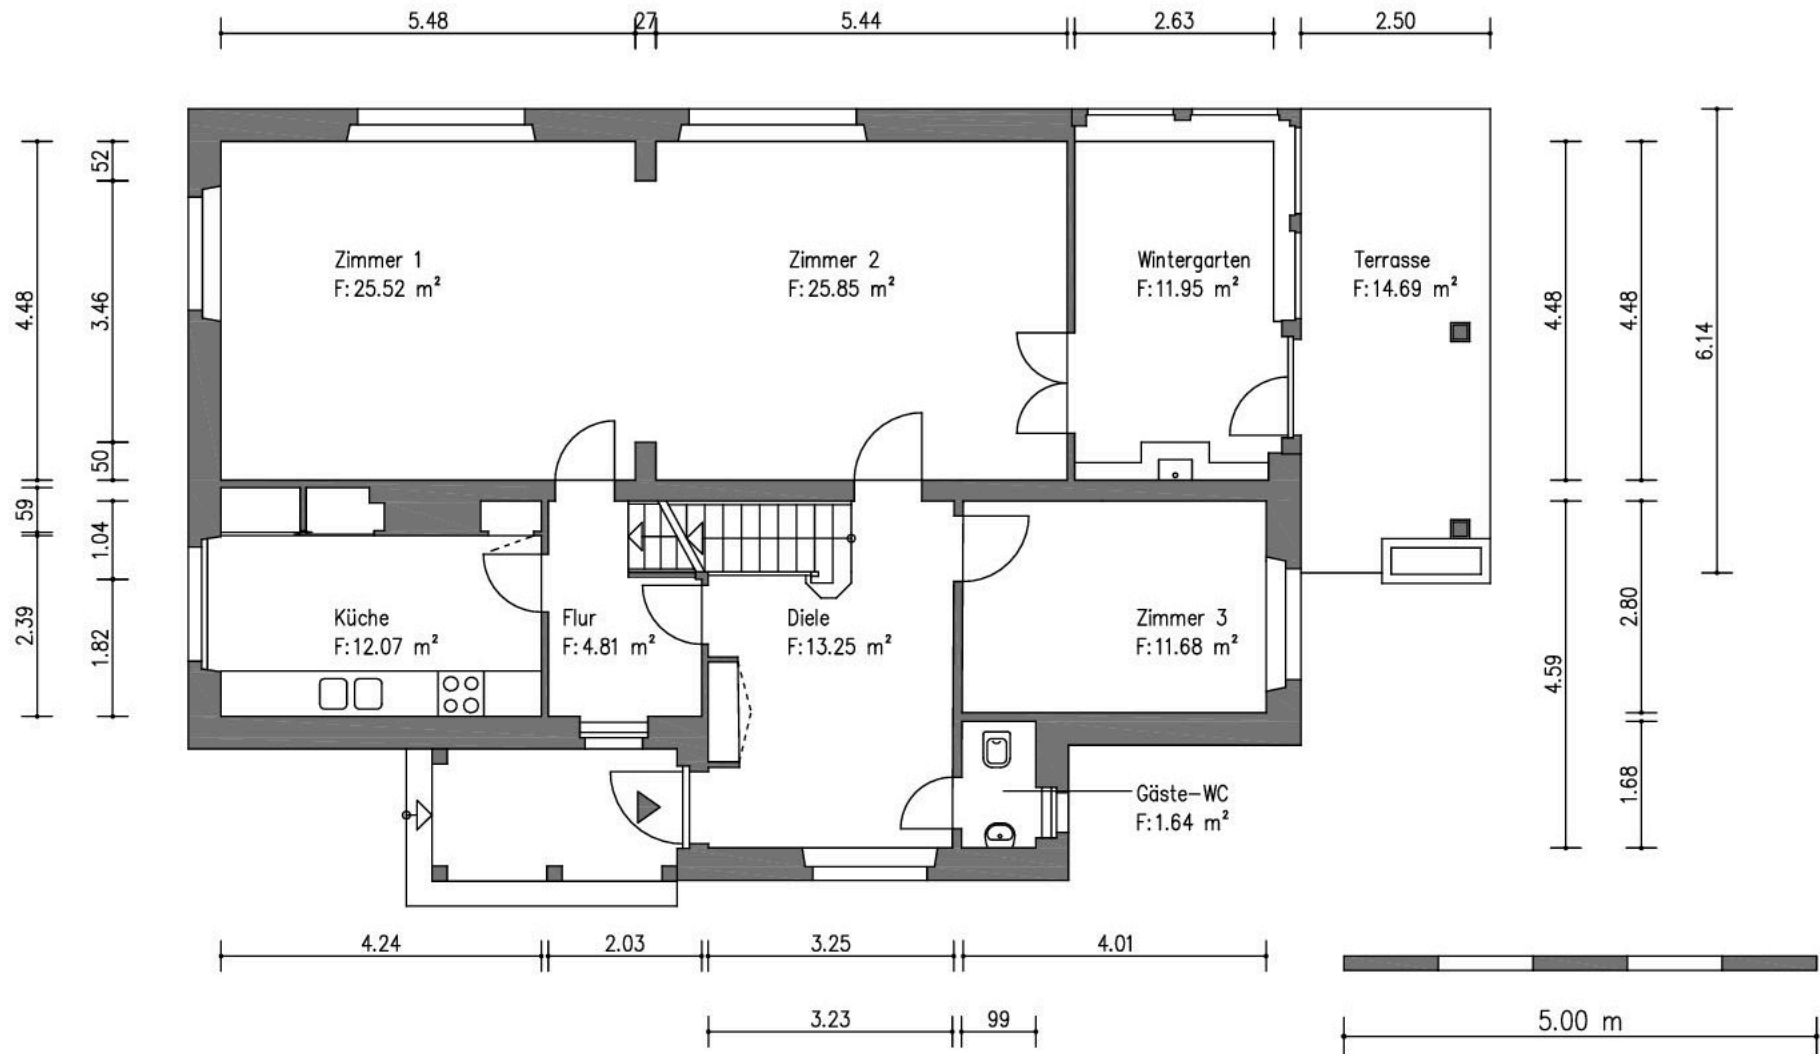 5.48
27
5.44
2.63
2.50
52
4.48
3.46
50
Zimmer 1
F: 25.52 m²
Zimmer 2
F: 25.85 m²
Wintergarten
F: 11.95 m²
Terrasse
F: 14.69 m²
4.48
4.48
6.14
59
1.04
2.39
1.82
Küche
F: 12.07 m²
Flur
F: 4.81 m²
Diele
F: 13.25 m²
Zimmer 3
F: 11.68 m²
4.59
2.80
1.68
Gäste-WC
F: 1.64 m²
4.24
2.03
3.25
4.01
3.23
99
5.00 m